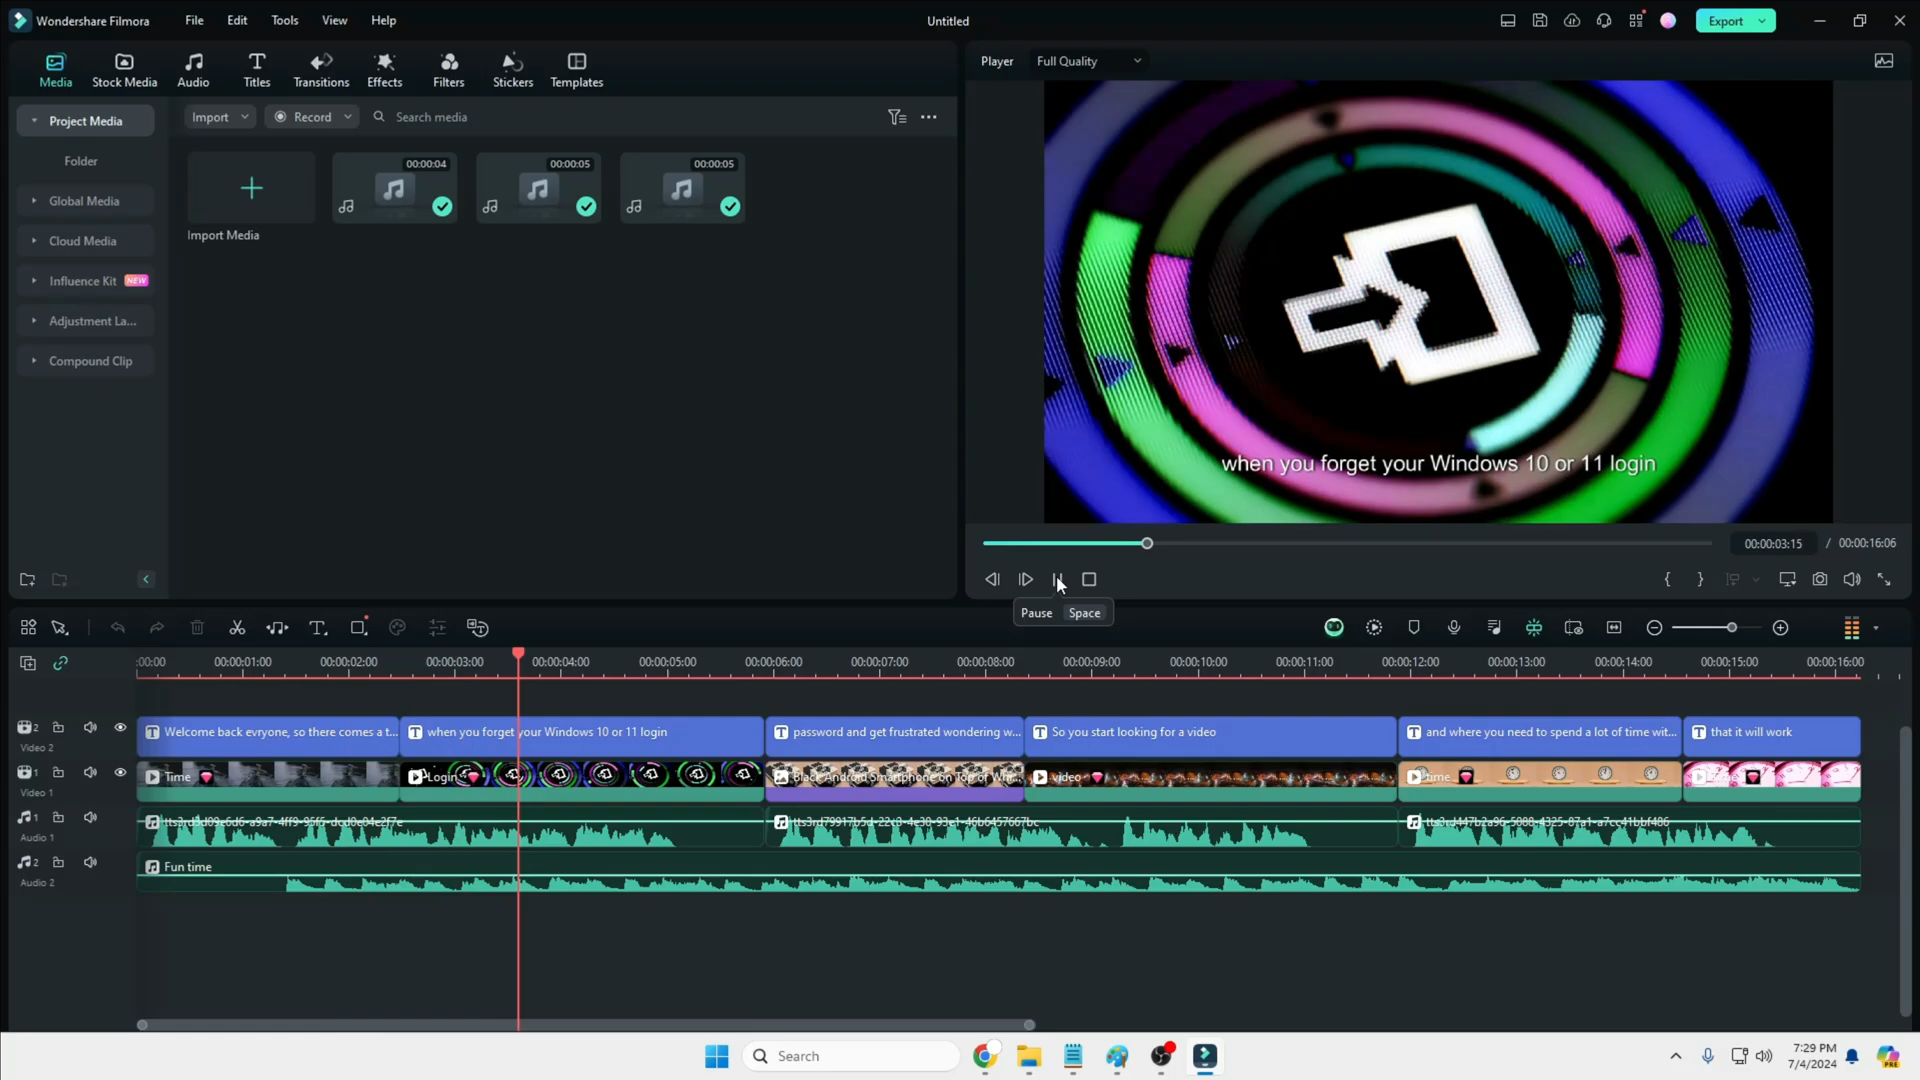 Wondershare Filmora
File
Edit
Tools
View
Help
Untitled
Export
Media
Stock Media
Audio
Titles
Transitions
Effects
Filters
Stickers
Templates
Player
Full Quality
Project Media
Folder
Global Media
Cloud Media
Influence Kit NEW
Adjustment La...
Compound Clip
Import
Record
Search media
00:00:04
00:00:05
00:00:05
Import Media
when you forget your Windows 10 or 11 login
00:00:03:15 / 00:00:16:06
Pause Space
:00:00
00:00:01:00
00:00:02:00
00:00:03:00
00:00:04:00
00:00:05:00
00:00:06:00
00:00:07:00
00:00:08:00
00:00:09:00
00:00:10:00
00:00:11:00
00:00:12:00
00:00:13:00
00:00:14:00
00:00:15:00
00:00:16:00
2
Video 2
Welcome back evryone, so there comes a t...
when you forget your Windows 10 or 11 login
password and get frustrated wondering w...
So you start looking for a video
and where you need to spend a lot of time wit...
that it will work
1
Video 1
Time
Login
Black Android Smartphone on Top of Whi...
video
time
1
Audio 1
2
Audio 2
Fun time
Search
7:29 PM
7/4/2024
PRE